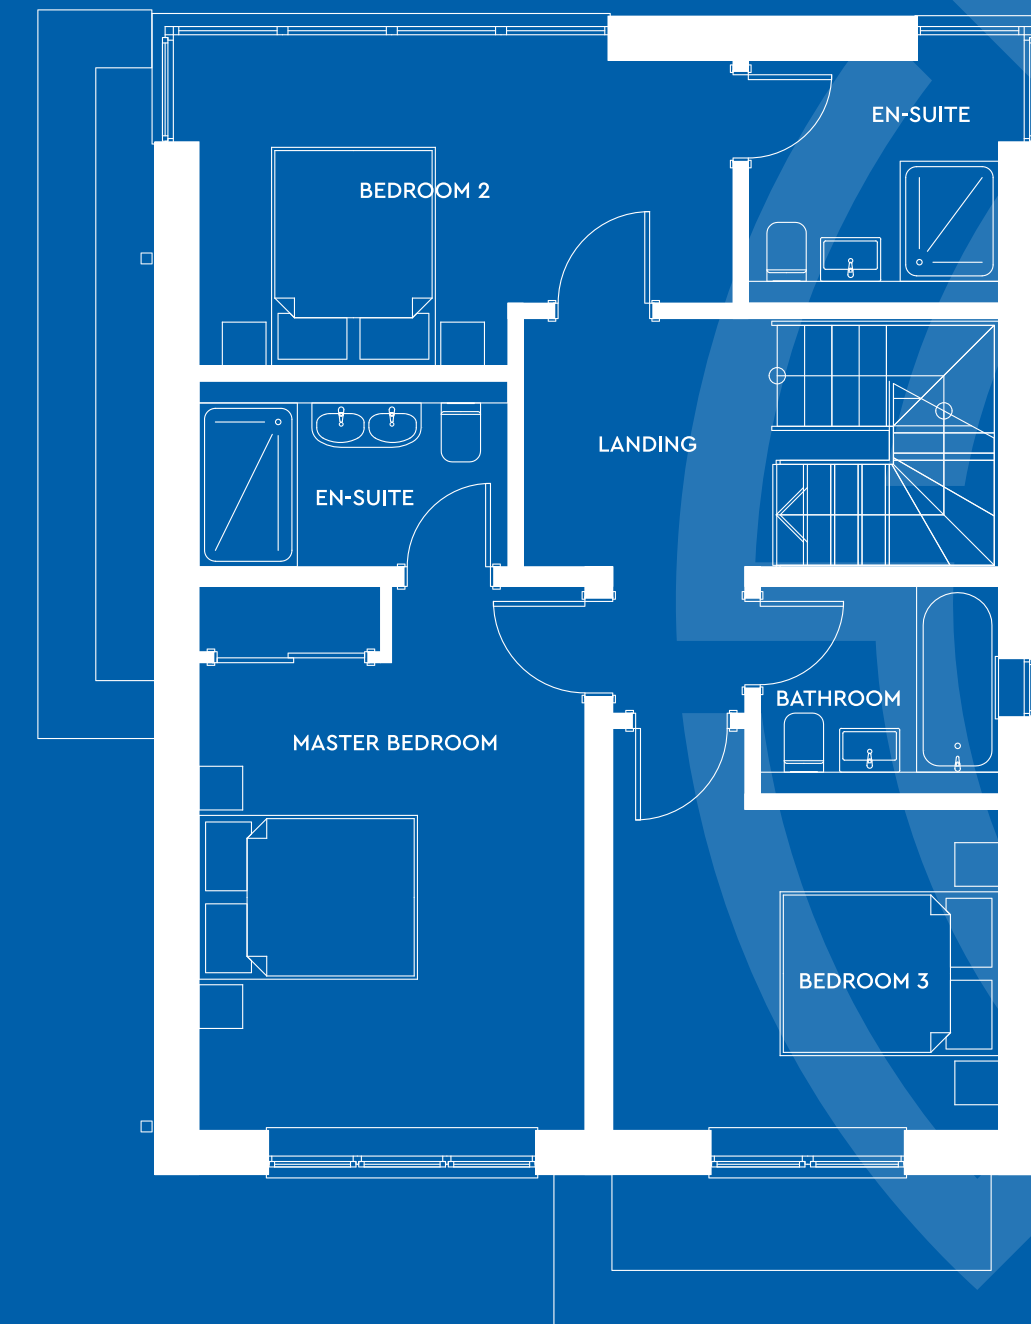 EN-SUITE
BEDROOM 2
LANDING
EN-SUITE
BATHROOM
MASTER BEDROOM
BEDROOM 3